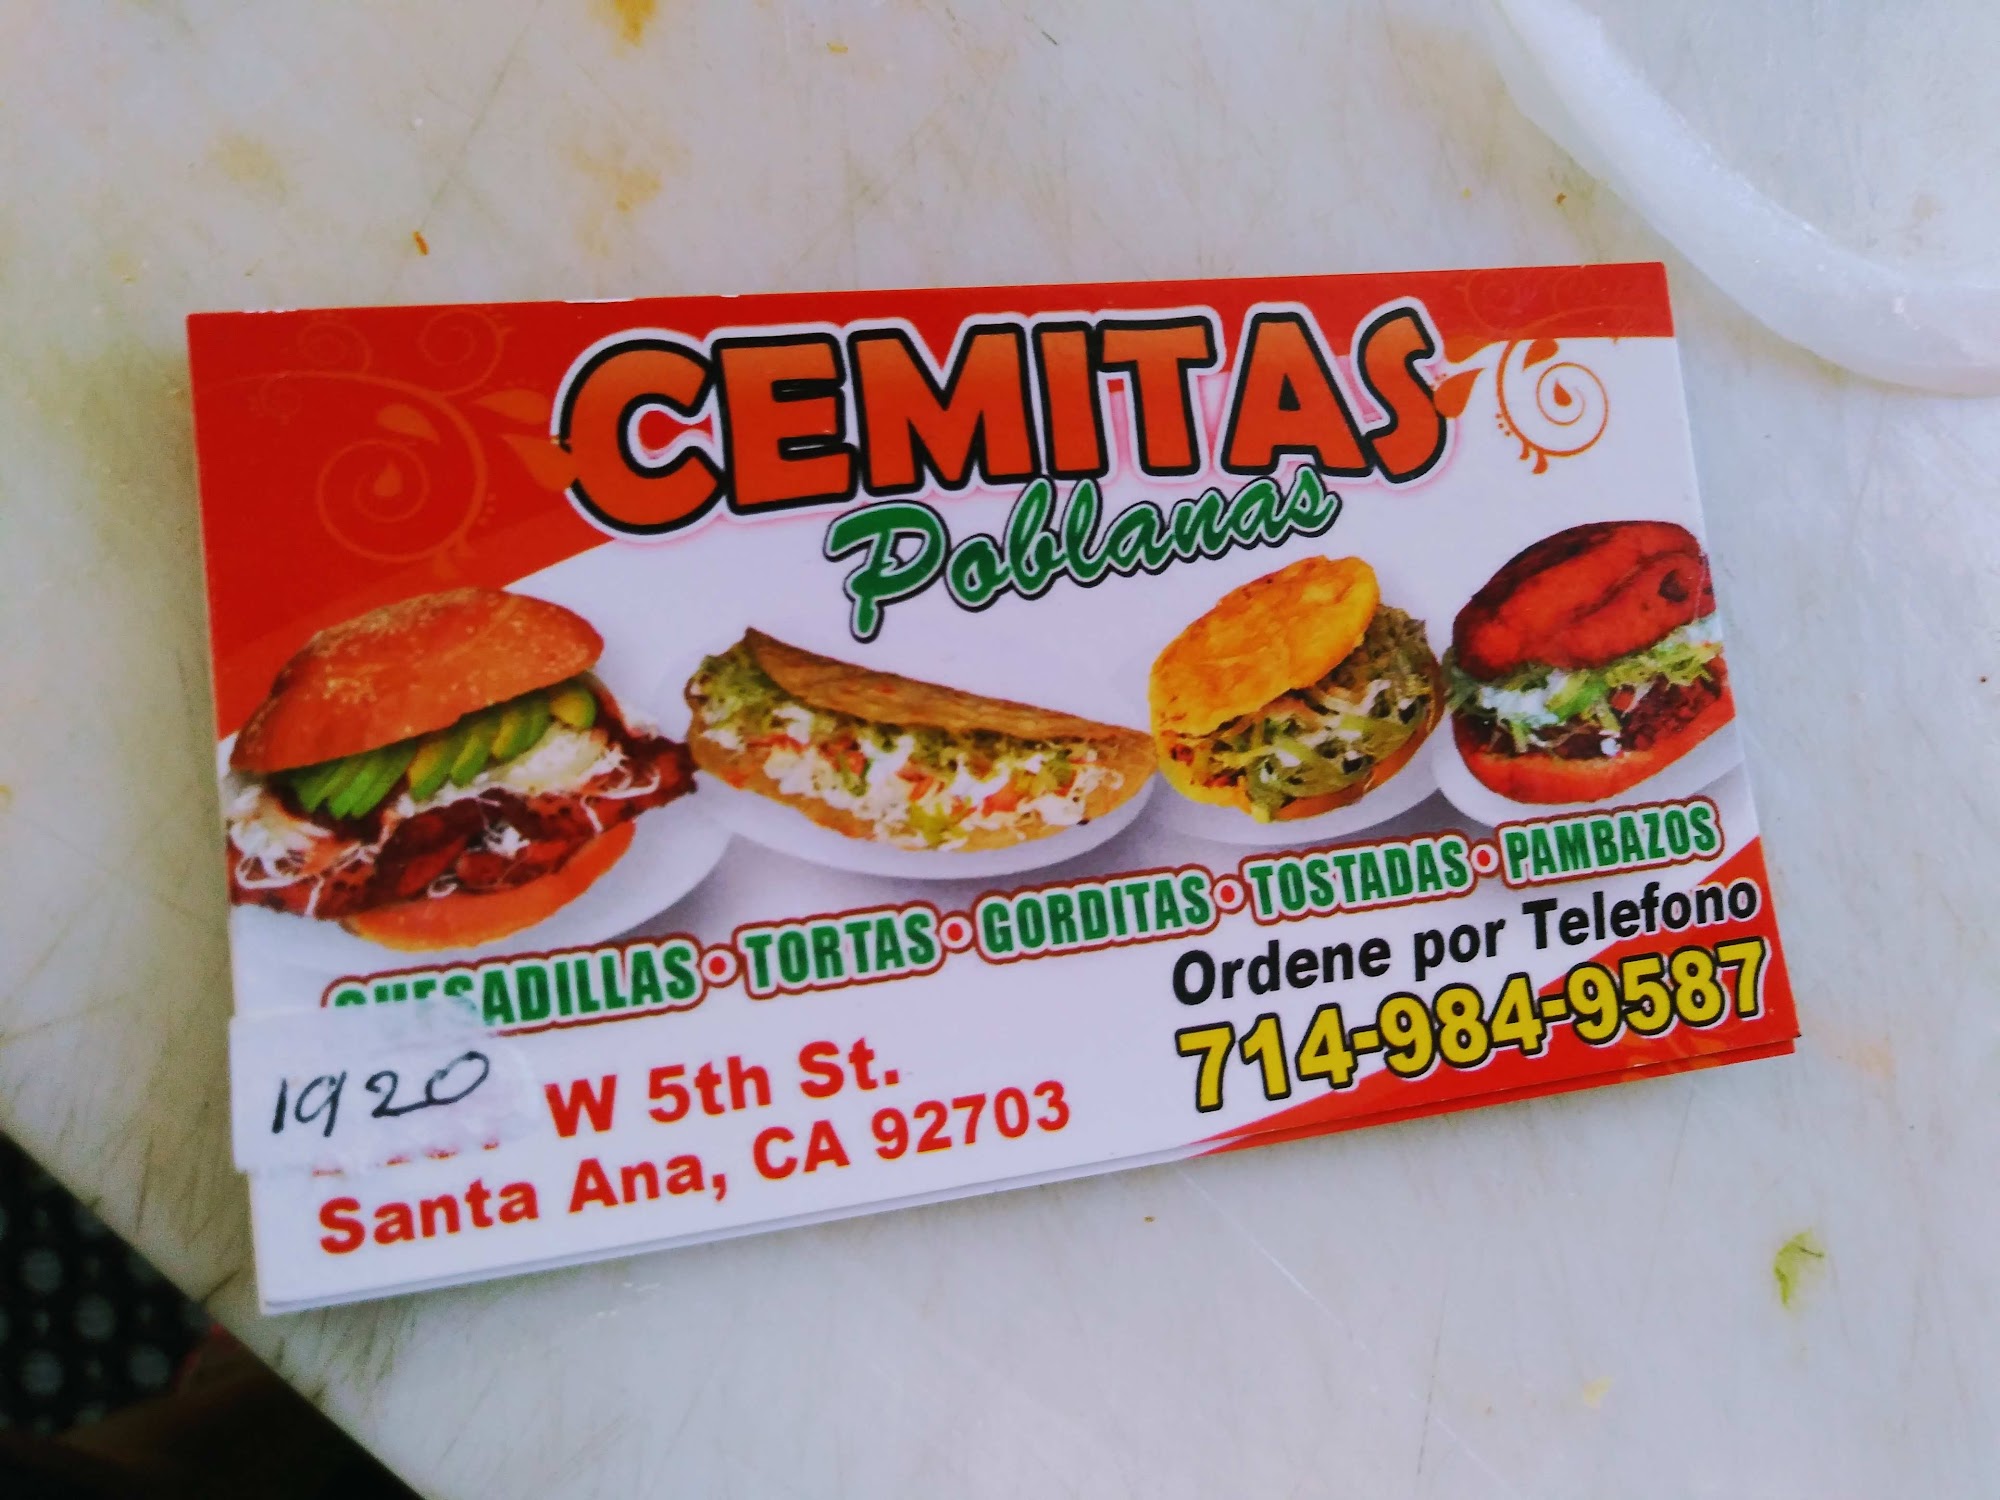 CEMITAS
Poblanas
QUESADILLAS • TORTAS • GORDITAS • TOSTADAS • PAMBAZOS
Ordene por Telefono
714-984-9587
1920 W 5th St.
Santa Ana, CA 92703